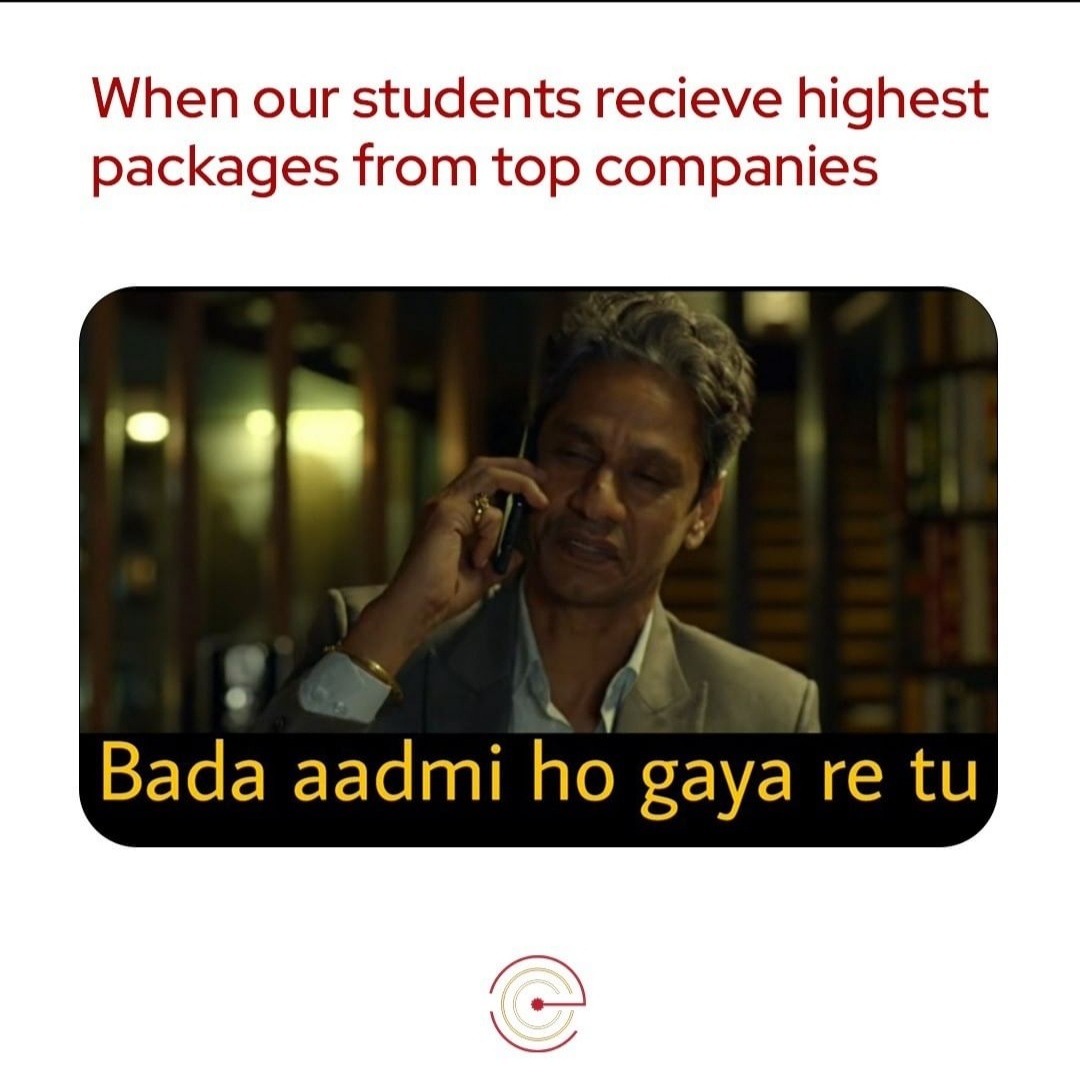 When our students recieve highest
packages from top companies
Bada aadmi ho gaya re tu